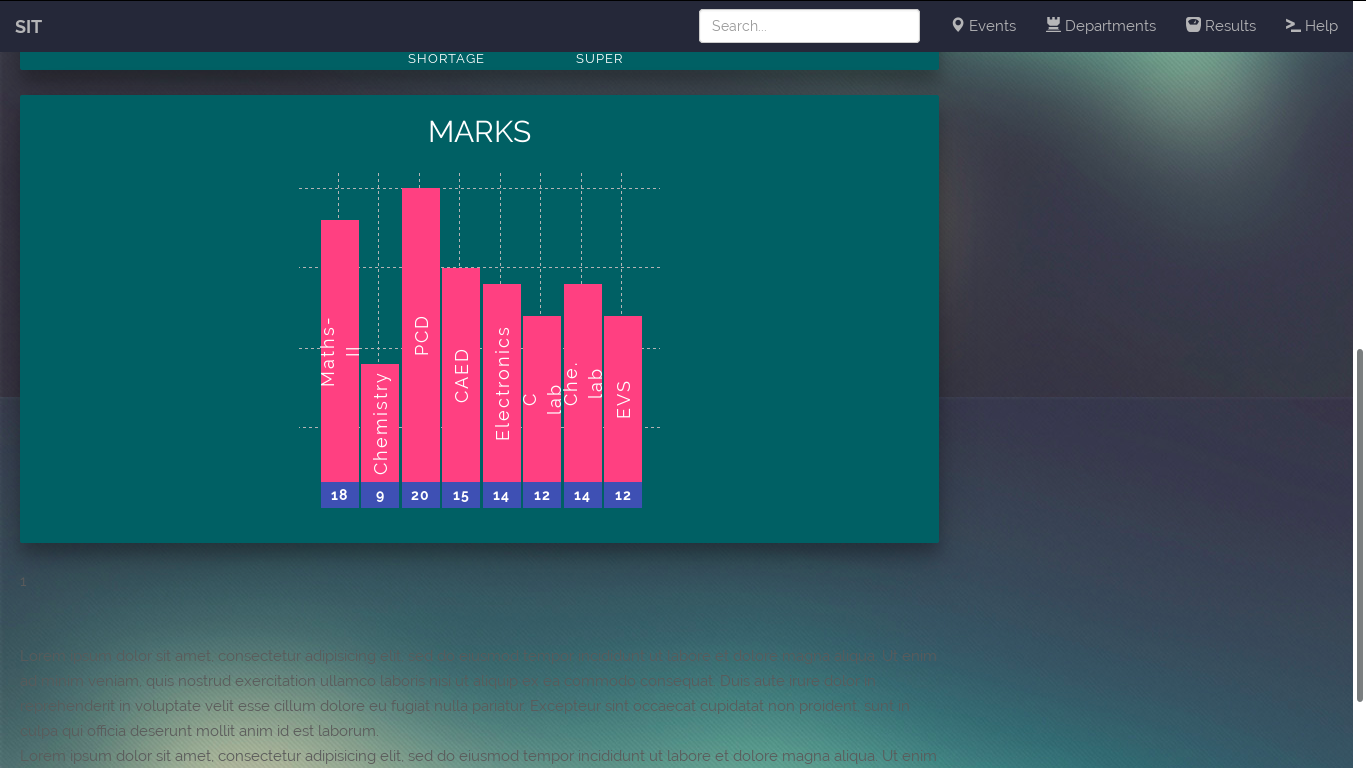 SIT
Search...
Events
Departments
Results
Help
SHORTAGE
SUPER
MARKS
Maths-
II
Chemistry
PCD
CAED
Electronics
C
lab
Che.
lab
EVS
18
9
20
15
14
12
14
12
1
Lorem ipsum dolor sit amet, consectetur adipisicing elit, sed do eiusmod tempor incididunt ut labore et dolore magna aliqua. Ut enim
veniam, quis nostrud exercitation ullamco laboris nisi ut aliquip ex ea commodo consequat. Duis aute irure dolor in
reprehenderit in voluptate velit esse cillum dolore eu fugiat nulla pariatur. Excepteur sint occaecat cupidatat non proident, sunt in
culpa qui officia deserunt mollit anim id est laborum.
Lorem ipsum dolor sit amet, consectetur adipisicing elit, sed do eiusmod tempor incididunt ut labore et dolore magna aliqua. Ut enim